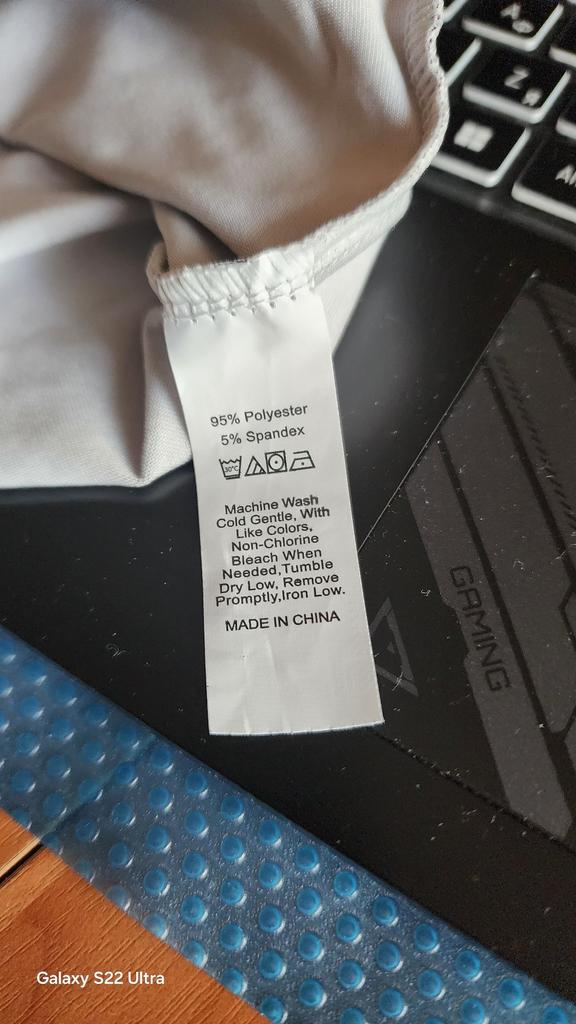 A
Ф
Z
Я
95% Polyester
5% Spandex
30°C
Machine Wash
Cold Gentle, With
Like Colors,
Non-Chlorine
Bleach When
Needed,Tumble
Dry Low, Remove
Promptly,Iron Low.
MADE IN CHINA
GAMING
Galaxy S22 Ultra